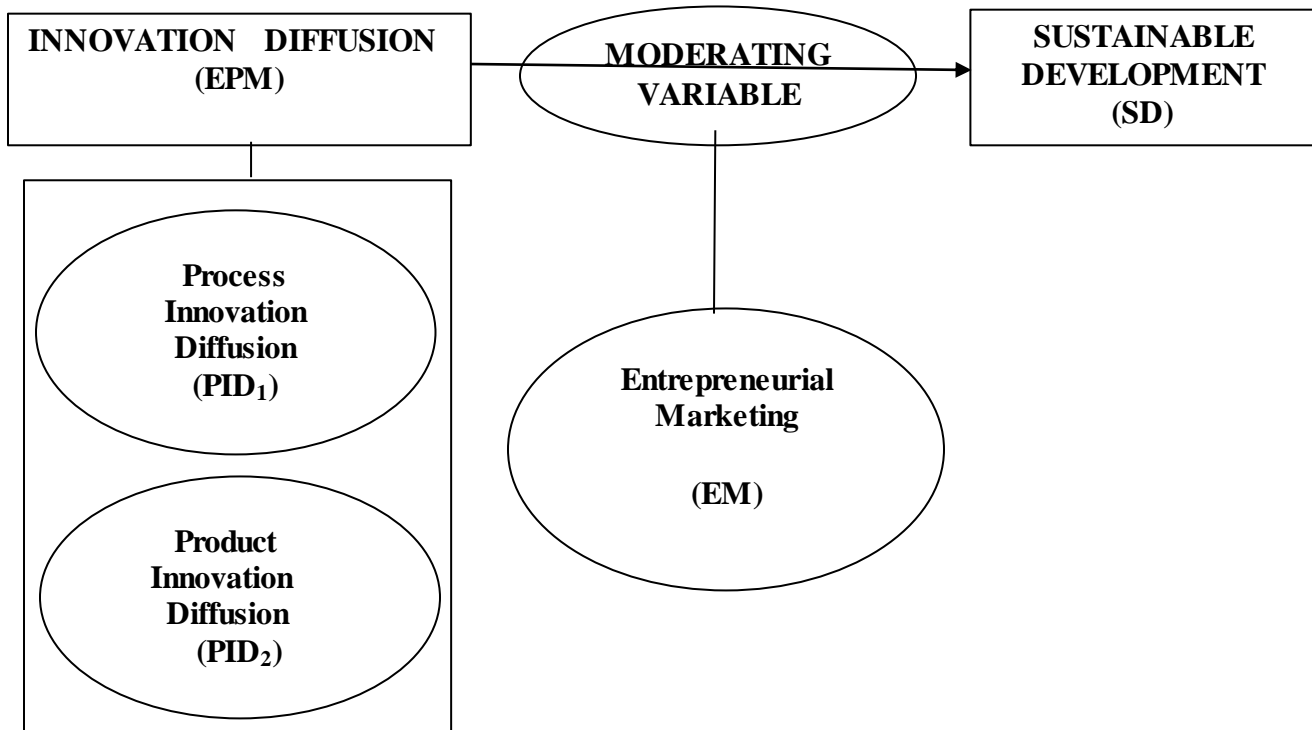 INNOVATION DIFFUSION
(EPM)
MODERATING
VARIABLE
SUSTAINABLE
DEVELOPMENT
(SD)
Process
Innovation
Diffusion
(PID₁)
Entrepreneurial
Marketing
(EM)
Product
Innovation
Diffusion
(PID₂)